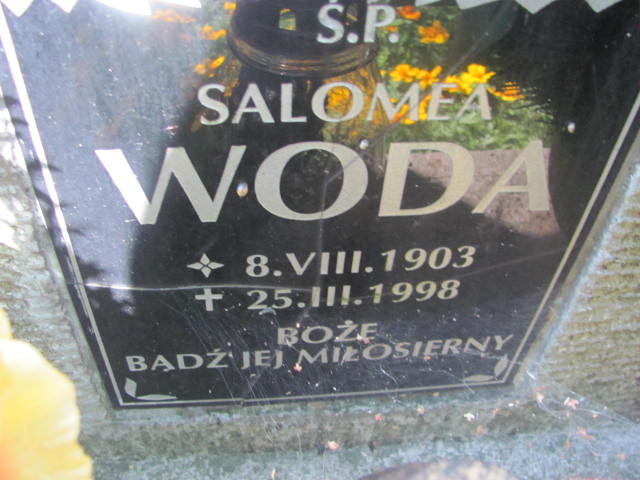 Ś.P.
SALOMEA
WODA
8.VIII.1903
✝ 25.III.1998
BOŻE
BĄDŹ JEJ MIŁOSIERNY